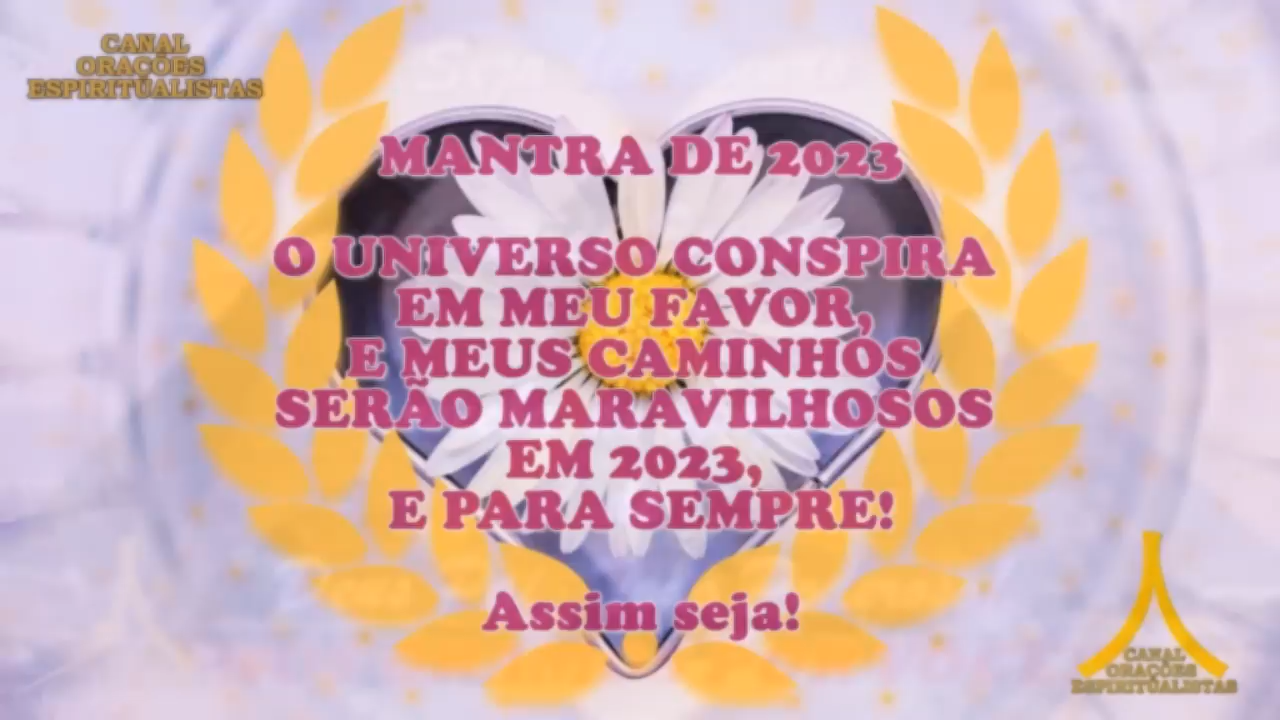 CANAL
ORAÇÕES
ESPIRITUALISTAS
MANTRA DE 2023
O UNIVERSO CONSPIRA
EM MEU FAVOR,
E MEUS CAMINHOS
SERÃO MARAVILHOSOS
EM 2023,
E PARA SEMPRE!
Assim seja!
CANAL
ORAÇÕES
ESPIRITUALISTAS